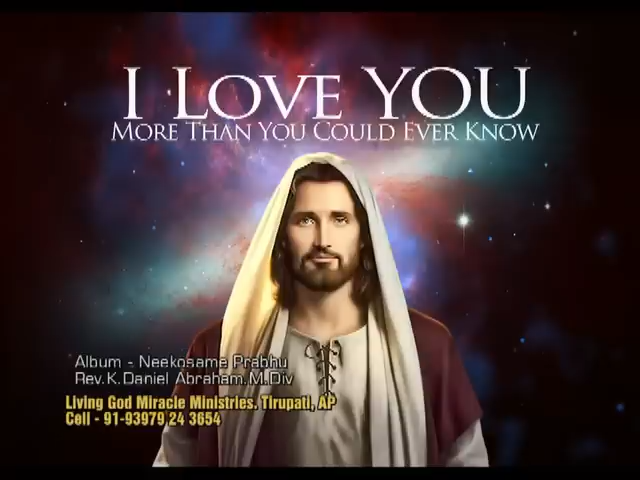 I LOVE YOU
MORE THAN YOU COULD EVER KNOW
Album - Neekosame Prabhu
Rev.K.Daniel Abraham.M.Div
Living God Miracle Ministries. Tirupati, AP
Cell - 91-93979 24 3654